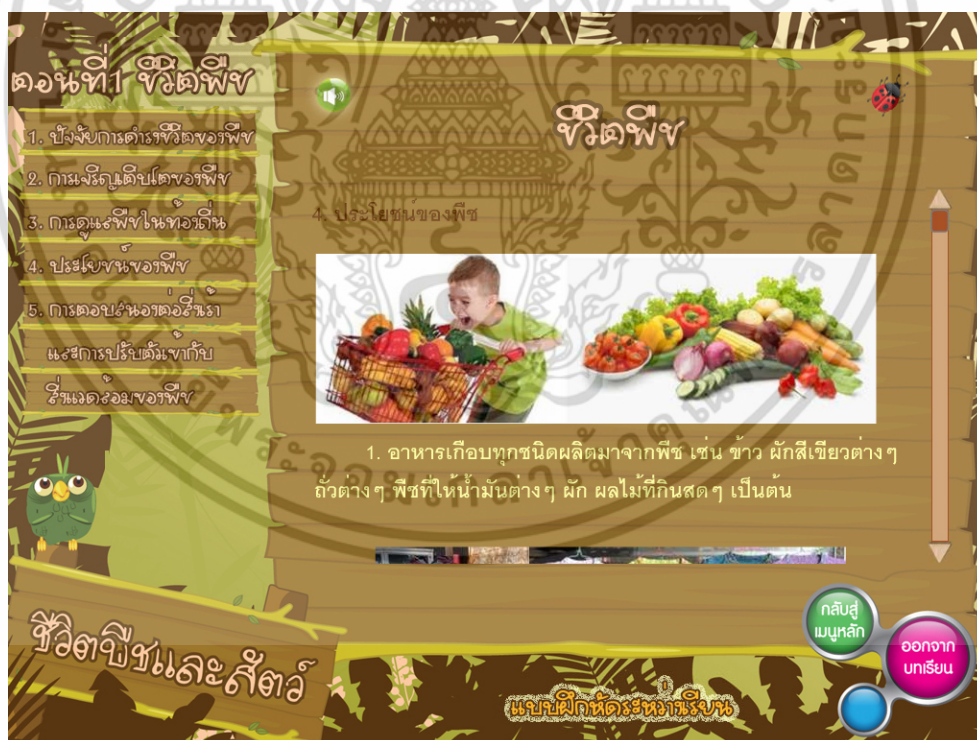 ตอนที่1 ชีวิตพืช
1. ปัจจัยการดำรงชีวิตของพืช
2. การเจริญเติบโตของพืช
3. การดูแลพืชในท้องถิ่น
4. ประโยชน์ของพืช
5. การตอบสนองต่อสิ่งเร้า
และการปรับตัวเข้ากับ
สิ่งแวดล้อมของพืช
ชีวิตพืช
4. ประโยชน์ของพืช
1. อาหารเกือบทุกชนิดผลิตมาจากพืช เช่น ข้าว ผักสีเขียวต่างๆ
ถั่วต่างๆ พืชที่ให้น้ำมันต่างๆ ผัก ผลไม้ที่กินสดๆ เป็นต้น
ชีวิตพืชและสัตว์
แบบฝึกหัดระหว่างเรียน
กลับสู่
เมนูหลัก
ออกจาก
บทเรียน